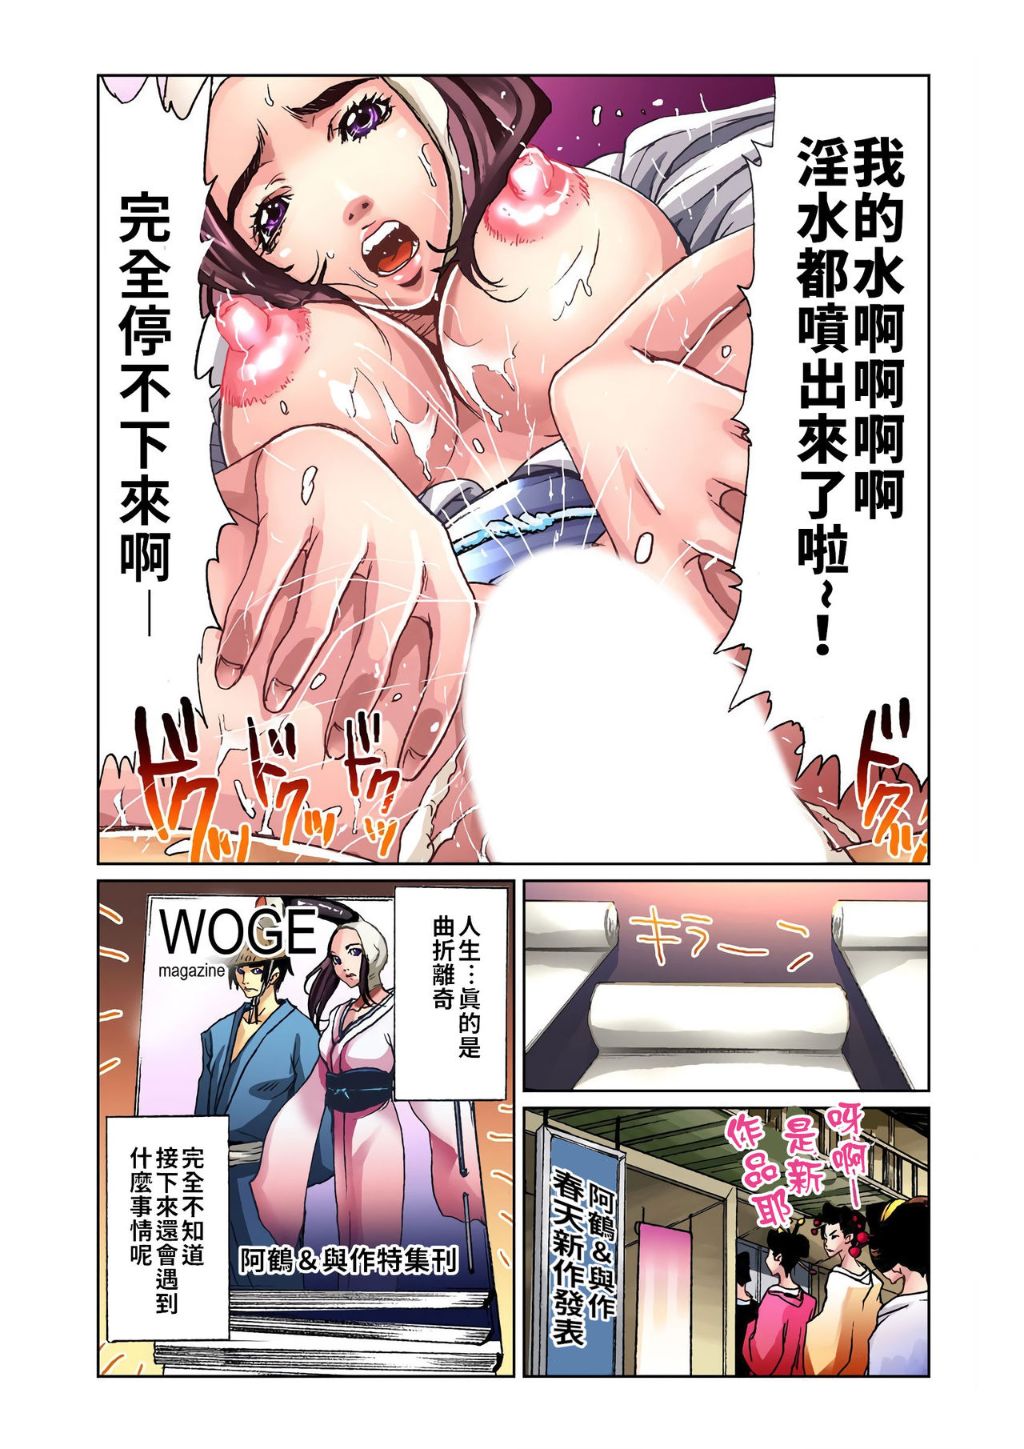 我的水啊啊啊啊
淫水都噴出來了啦~！
完全停不下來啊—
ドクッ
ドクッ
ドクッ
ドクッ
キラーン
WOGE
magazine
人生…真的是
曲折離奇
完全不知道
接下來還會遇到
什麼事情呢
阿鶴＆與作特集刊
呀啊—
是新
作品耶
阿鶴＆與作
春天新作發表